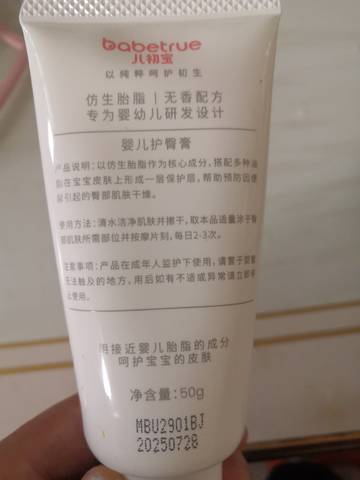 babetrue
儿初宝
以纯粹呵护初生
仿生胎脂|无香配方
专为婴幼儿研发设计
婴儿护臀膏
产品说明:以仿生胎脂作为核心成分,搭配多种
在宝宝皮肤上形成一层保护层,帮助预防因
引起的臀部肌肤干燥。
使用方法:清水洁净肌肤并擦干,取本品适量涂于
部肌肤所需部位并按摩片刻,每日2-3次。
注意事项:产品在成年人监护下使用,请置于婴
无法触及的地方,用后如有不适或异常请立即
止使用。
用接近婴儿胎脂的成分
呵护宝宝的皮肤
净含量:50g
MBU2901BJ
20250728